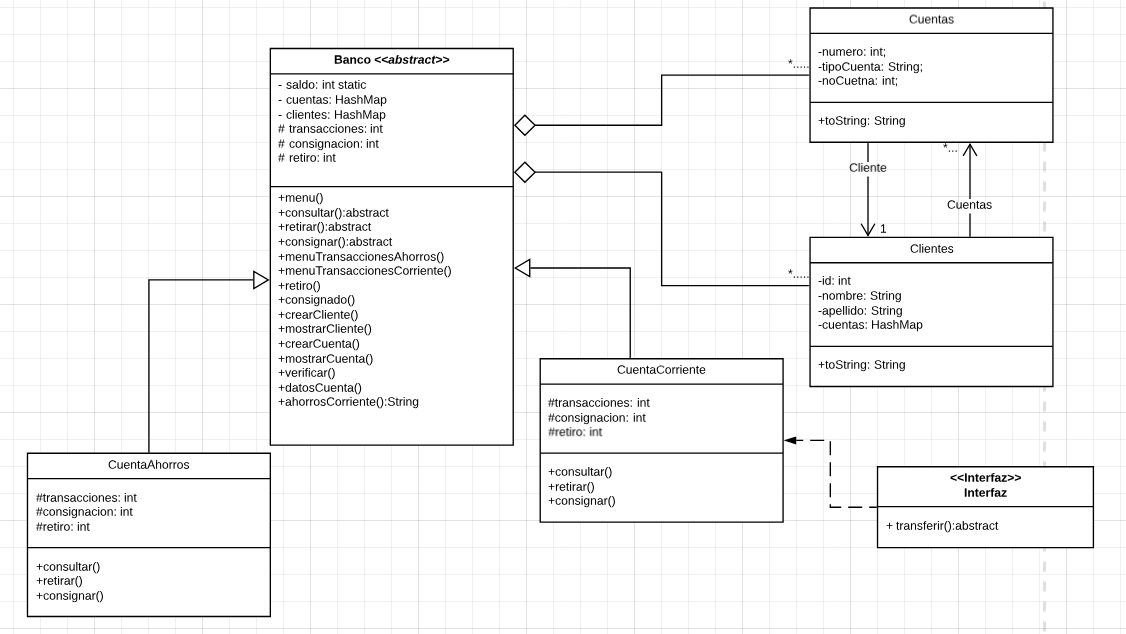 Banco <<abstract>>
- saldo: int static
- cuentas: HashMap
- clientes: HashMap
# transacciones: int
# consignacion: int
# retiro: int
+menu()
+consultar():abstract
+retirar():abstract
+consignar():abstract
+menuTransaccionesAhorros()
+menuTransaccionesCorriente()
+retiro()
+consignado()
+crearCliente()
+mostrarCliente()
+crearCuenta()
+mostrarCuenta()
+verificar()
+datosCuenta()
+ahorrosCorriente():String
*.....
*.....
Cuentas
-numero: int;
-tipoCuenta: String;
-noCuetna: int;
+toString: String
Cliente
1
*...
Cuentas
Clientes
-id: int
-nombre: String
-apellido: String
-cuentas: HashMap
+toString: String
CuentaCorriente
#transacciones: int
#consignacion: int
#retiro: int
+consultar()
+retirar()
+consignar()
CuentaAhorros
#transacciones: int
#consignacion: int
#retiro: int
+consultar()
+retirar()
+consignar()
<<Interfaz>>
Interfaz
+ transferir():abstract